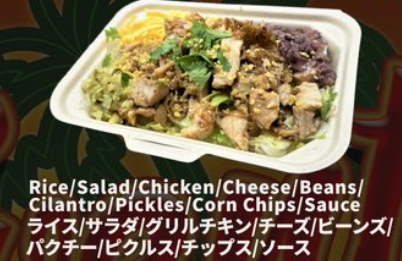 Rice/Salad/Chicken/Cheese/Beans/
Cilantro/Pickles/Corn Chips/Sauce
ライス/サラダ/グリルチキン/チーズ/ビーンズ/
パクチー/ピクルス/チップス/ソース